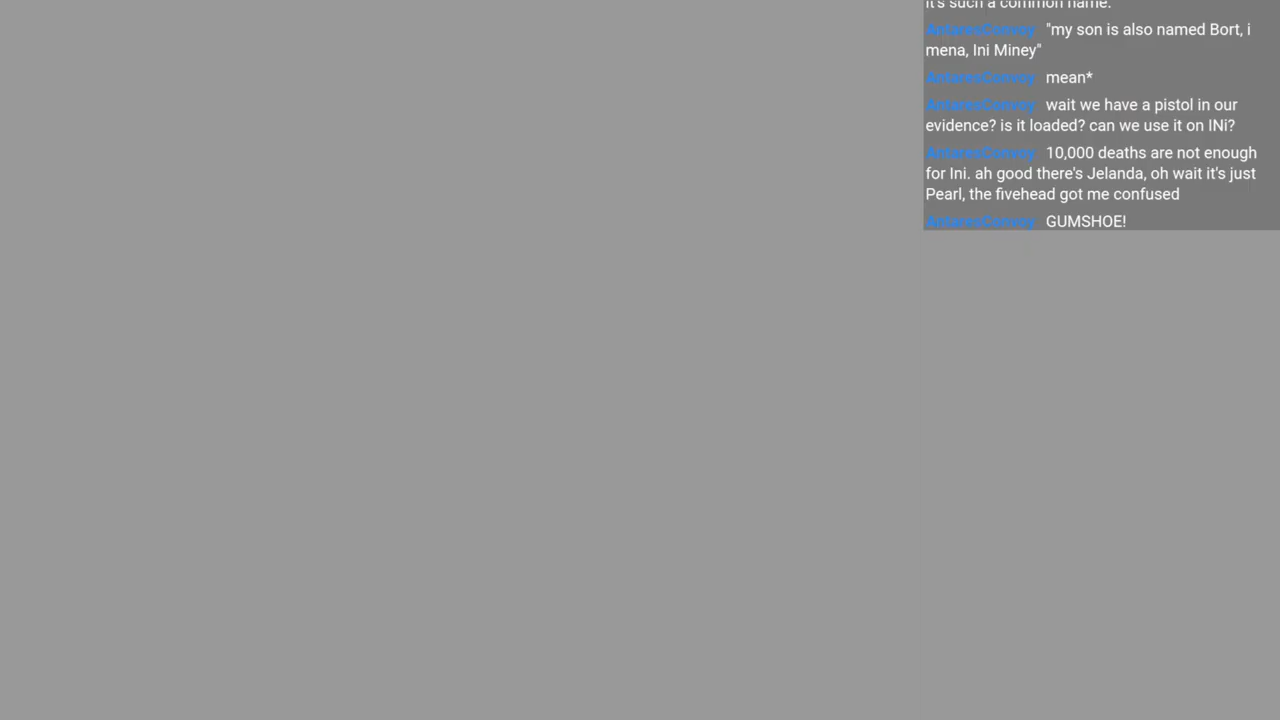 it's such a common name.
AntaresConvoy "my son is also named Bort, i
mena, Ini Miney"
AntaresConvoy mean*
AntaresConvoy wait we have a pistol in our
evidence? is it loaded? can we use it on INi?
AntaresConvoy 10,000 deaths are not enough
for Ini. ah good there's Jelanda, oh wait it's just
Pearl, the fivehead got me confused
AntaresConvoy GUMSHOE!